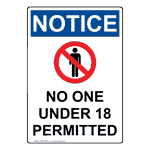 NOTICE
NO ONE
UNDER 18
PERMITTED